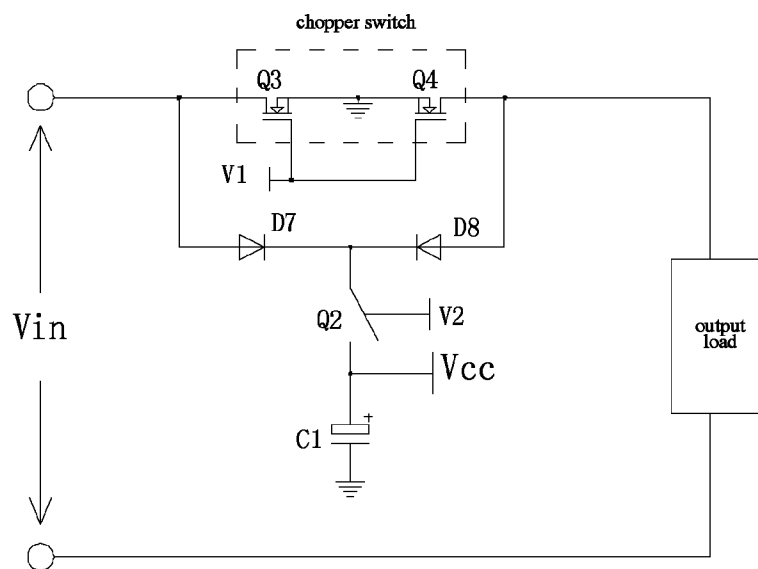 chopper switch
Q3
Q4
V1
D7
D8
Q2
V2
Vin
Vcc
output
load
+
C1